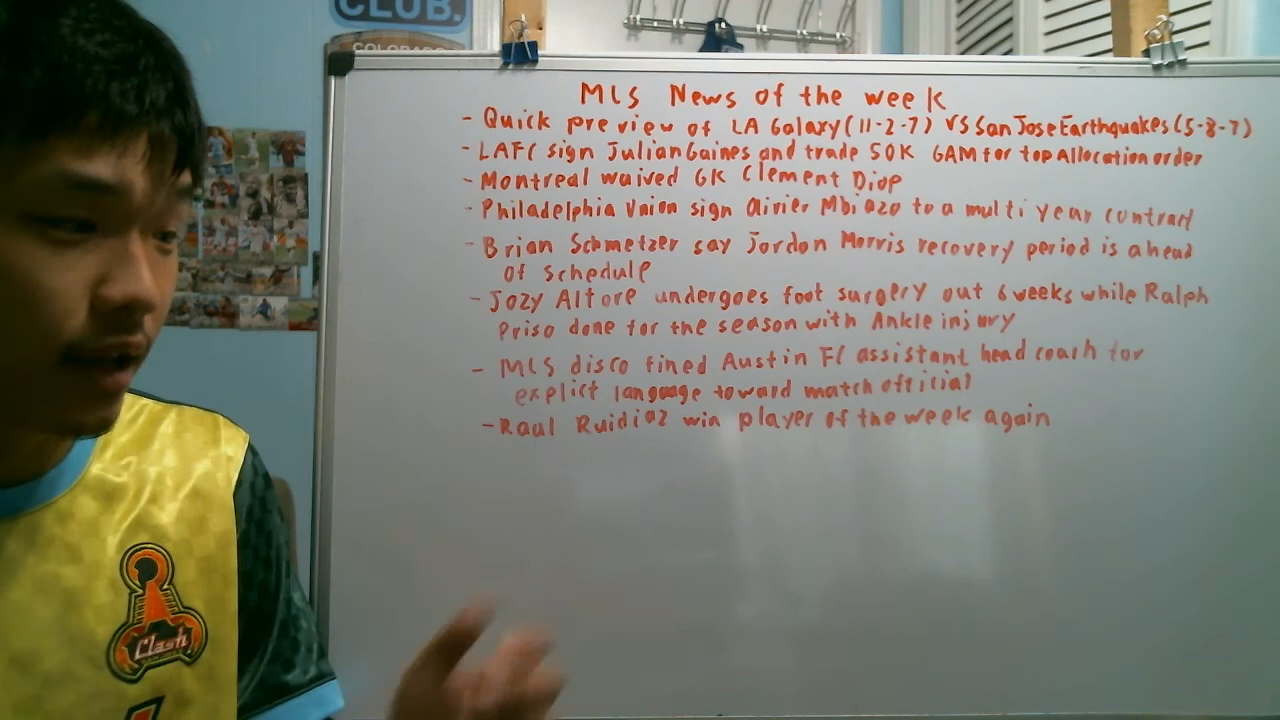 CLUB.
COLORADO
MLS News of the week
- Quick preview of LA Galaxy (11-2-7) VS San Jose Earthquakes (5-8-7)
- LAFC sign Julian Gaines and trade 50K GAM for top Allocation order
- Montreal waived GK Clement Diop
- Philadelphia Union sign Oivier Mbiazo to a multi year contract
- Brian Schmetzer say Jordon Morris recovery period is ahead
of schedule
- Jozy Altore undergoes foot surgery out 6 weeks while Ralph
Priso done for the season with Ankle injury
- MLS disco fined Austin FC assistant head coach for
explict language toward match official
- Raul Ruidiaz win player of the week again
Clash